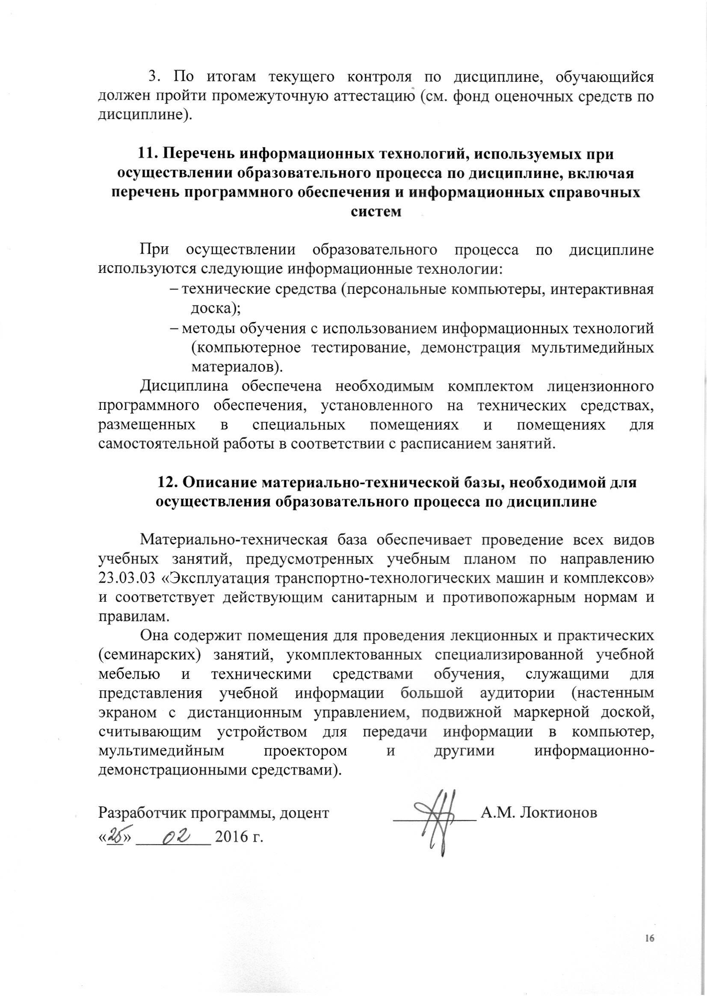 3. По итогам текущего контроля по дисциплине, обучающийся
должен пройти промежуточную аттестацию (см. фонд оценочных средств по
дисциплине).
11. Перечень информационных технологий, используемых при
осуществлении образовательного процесса по дисциплине, включая
перечень программного обеспечения и информационных справочных
систем
При осуществлении образовательного процесса по дисциплине
используются следующие информационные технологии:
– технические средства (персональные компьютеры, интерактивная
доска);
– методы обучения с использованием информационных технологий
(компьютерное тестирование, демонстрация мультимедийных
материалов).
Дисциплина обеспечена необходимым комплектом лицензионного
программного обеспечения, установленного на технических средствах,
размещенных в специальных помещениях и помещениях для
самостоятельной работы в соответствии с расписанием занятий.
12. Описание материально-технической базы, необходимой для
осуществления образовательного процесса по дисциплине
Материально-техническая база обеспечивает проведение всех видов
учебных занятий, предусмотренных учебным планом по направлению
23.03.03 «Эксплуатация транспортно-технологических машин и комплексов»
и соответствует действующим санитарным и противопожарным нормам и
правилам.
Она содержит помещения для проведения лекционных и практических
(семинарских) занятий, укомплектованных специализированной учебной
мебелью и техническими средствами обучения, служащими для
представления учебной информации большой аудитории (настенным
экраном с дистанционным управлением, подвижной маркерной доской,
считывающим устройством для передачи информации в компьютер,
мультимедийным проектором и другими информационно-
демонстрационными средствами).
Разработчик программы, доцент А.М. Локтионов
«25» 02 2016 г.
16